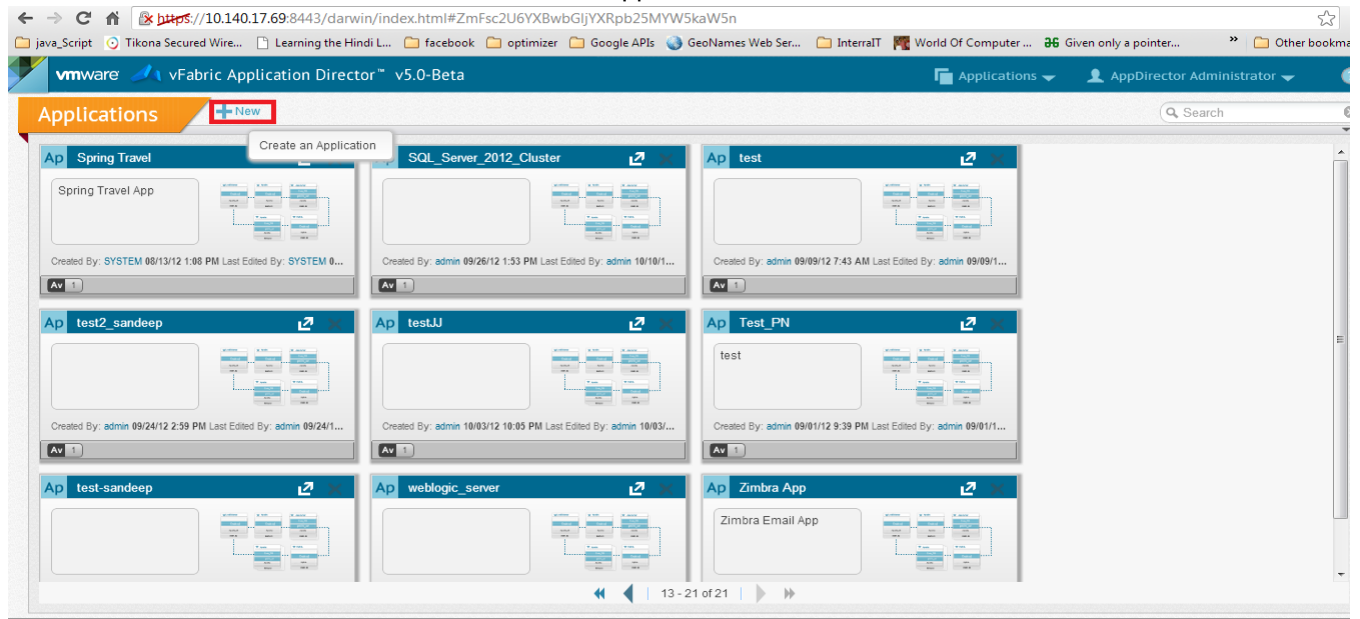 https://10.140.17.69:8443/darwin/index.html#ZmFsc2U6YXBwbGljYXRpb25MYW5kaW5n
java_Script Tikona Secured Wire... Learning the Hindi L... facebook optimizer Google APIs GeoNames Web Ser... InterraIT World Of Computer ... Given only a pointer... » Other bookma
vmware vFabric Application Director™ v5.0-Beta Applications AppDirector Administrator
Applications New Search
Create an Application
Ap Spring Travel
Spring Travel App
Created By: SYSTEM 08/13/12 1:08 PM Last Edited By: SYSTEM 0...
Av 1
SQL_Server_2012_Cluster
Created By: admin 09/26/12 1:53 PM Last Edited By: admin 10/10/1...
Av 1
Ap test
Created By: admin 09/09/12 7:43 AM Last Edited By: admin 09/09/1...
Av 1
Ap test2_sandeep
Created By: admin 09/24/12 2:59 PM Last Edited By: admin 09/24/1...
Av 1
Ap testJJ
Created By: admin 10/03/12 10:05 PM Last Edited By: admin 10/03/...
Av 1
Ap Test_PN
test
Created By: admin 09/01/12 9:39 PM Last Edited By: admin 09/01/1...
Av 1
Ap test-sandeep
Ap weblogic_server
Ap Zimbra App
Zimbra Email App
13 - 21 of 21